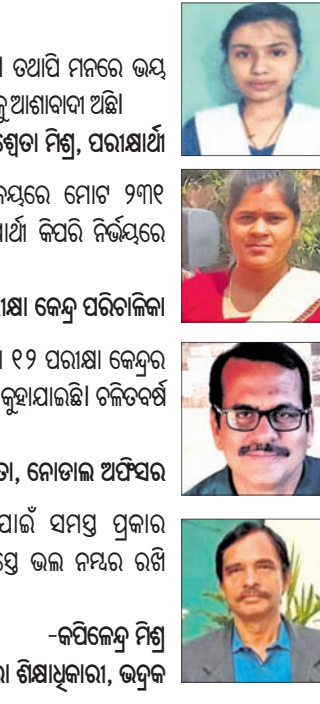 । ତଥାପି ମନରେ ଭୟ
ଆଶାବାଦୀ ଅଛି।
ଶ୍ୱେତା ମିଶ୍ର, ପରୀକ୍ଷାର୍ଥୀ
ମୋଟ ୨୩୧
କିପରି ନିର୍ଭୟରେ
କେନ୍ଦ୍ର ପରିଚାଳିକା
୧୨ ପରୀକ୍ଷା କେନ୍ଦ୍ରର
କୁହାଯାଇଛି। ଚଳିତବର୍ଷ
ନୋଡାଲ ଅଫିସର
ସମସ୍ତ ପ୍ରକାର
ଭଲ ନମ୍ବର ରଖି
-କପିଳେନ୍ଦ୍ର ମିଶ୍ର
ଶିକ୍ଷାଧିକାରୀ, ଭଦ୍ରକ